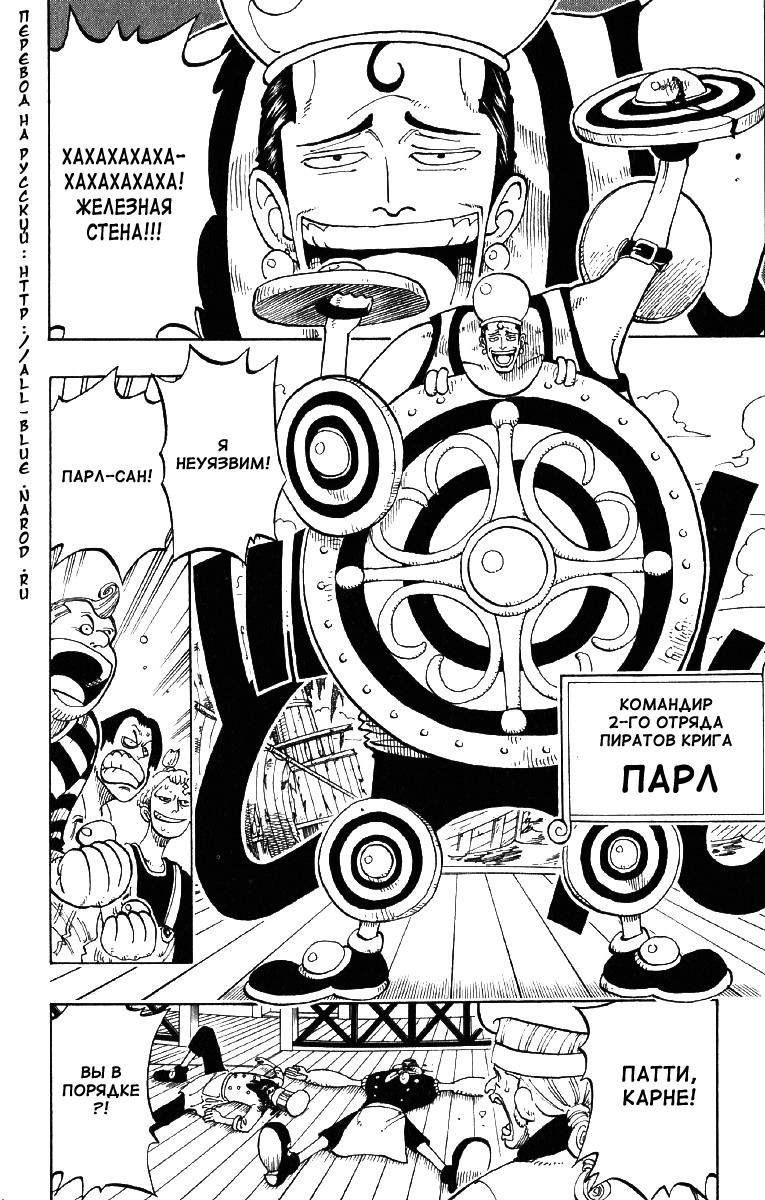 ПЕРЕВОД НА РУССКИЙ: HTTP://ALL-BLUE.NAROD.RU
ХАХАХАХАХА-
ХАХАХАХАХА!
ЖЕЛЕЗНАЯ
СТЕНА!!!
Я
НЕУЯЗВИМ!
ПАРЛ-САН!
КОМАНДИР
2-ГО ОТРЯДА
ПИРАТОВ КРИГА
ПАРЛ
ПАТТИ,
КАРНЕ!
ВЫ В
ПОРЯДКЕ
?!